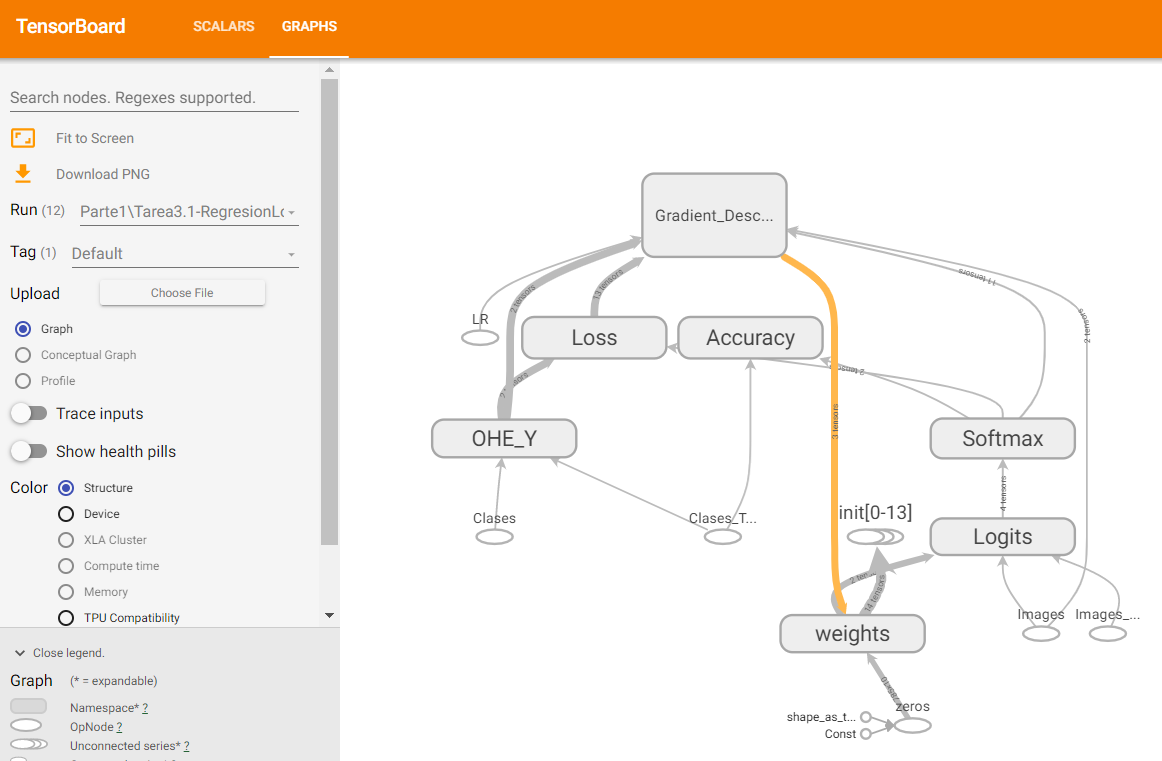 TensorBoard SCALARS GRAPHS
Search nodes. Regexes supported.
Fit to Screen
Download PNG
Run (12) Parte1\Tarea3.1-RegresionLo
Tag (1) Default
Upload Choose File
Graph
Conceptual Graph
Profile
Trace inputs
Show health pills
Color Structure
Device
XLA Cluster
Compute time
Memory
TPU Compatibility
Close legend.
Graph (* = expandable)
Namespace* ?
OpNode ?
Unconnected series* ?
Gradient_Desc...
11 tensors
2 tensors
13 tensors
LR
2 tensors
Loss
Accuracy
2 tensors
3 tensors
OHE_Y
Softmax
4 tensors
init[0-13]
Clases
Clases_T...
Logits
14 tensors
Images
Images_...
weights
785×10
zeros
shape_as_t...
Const